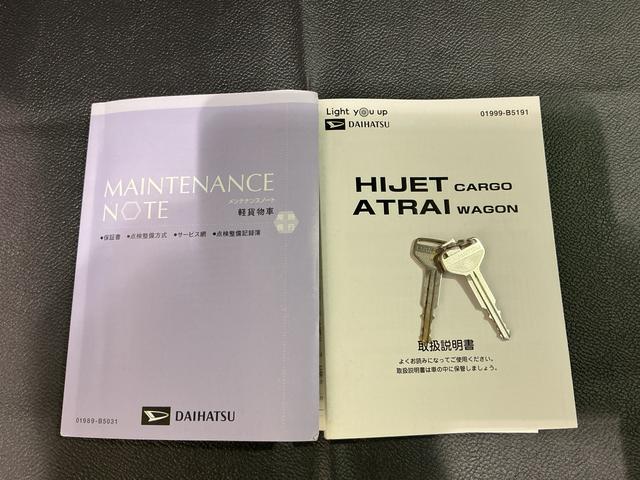 MAINTENANCE
NOTE
メンテナンスノート
軽貨物車
●保証書 ●点検整備方式 ●サービス網 ●点検整備記録簿
01989-B5031
DAIHATSU
Light you up
DAIHATSU
01999-B5191
HIJET CARGO
ATRAI WAGON
取扱説明書
よくお読みになってご使用ください。
取扱説明書は車の中に保管しましょう。